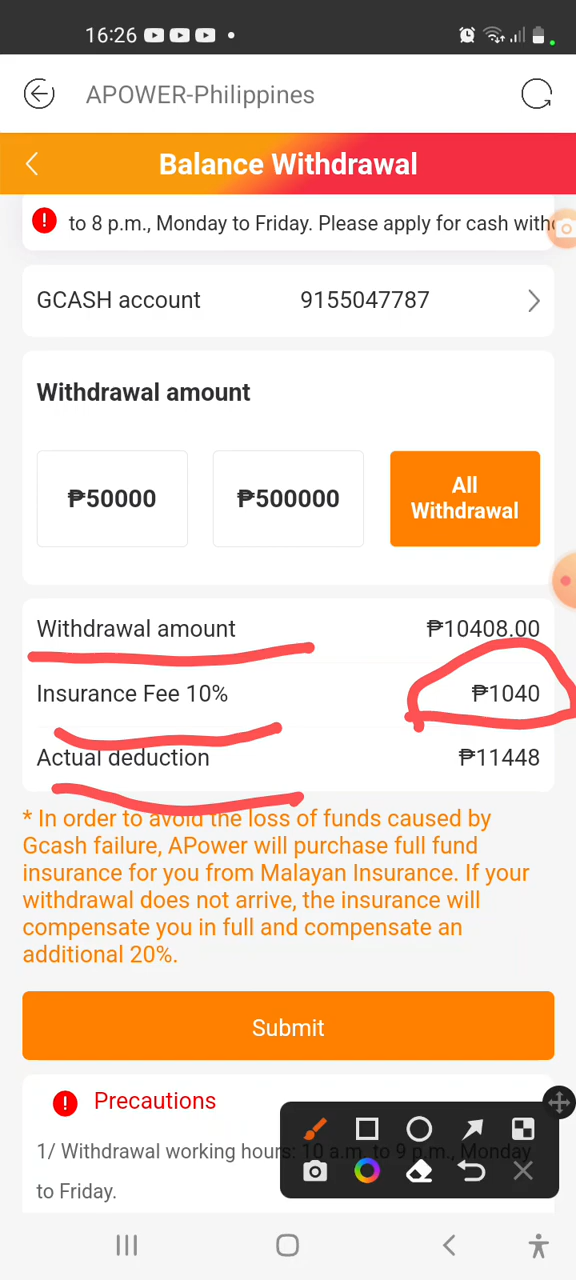 16:26
APOWER-Philippines
Balance Withdrawal
to 8 p.m., Monday to Friday. Please apply for cash with
GCASH account 9155047787
Withdrawal amount
₱50000 ₱500000 All Withdrawal
Withdrawal amount ₱10408.00
Insurance Fee 10% ₱1040
Actual deduction ₱11448
* In order to avoid the loss of funds caused by
Gcash failure, APower will purchase full fund
insurance for you from Malayan Insurance. If your
withdrawal does not arrive, the insurance will
compensate you in full and compensate an
additional 20%.
Submit
Precautions
1/ Withdrawal working hours: 10 a.m. to 9 p.m., Monday
to Friday.